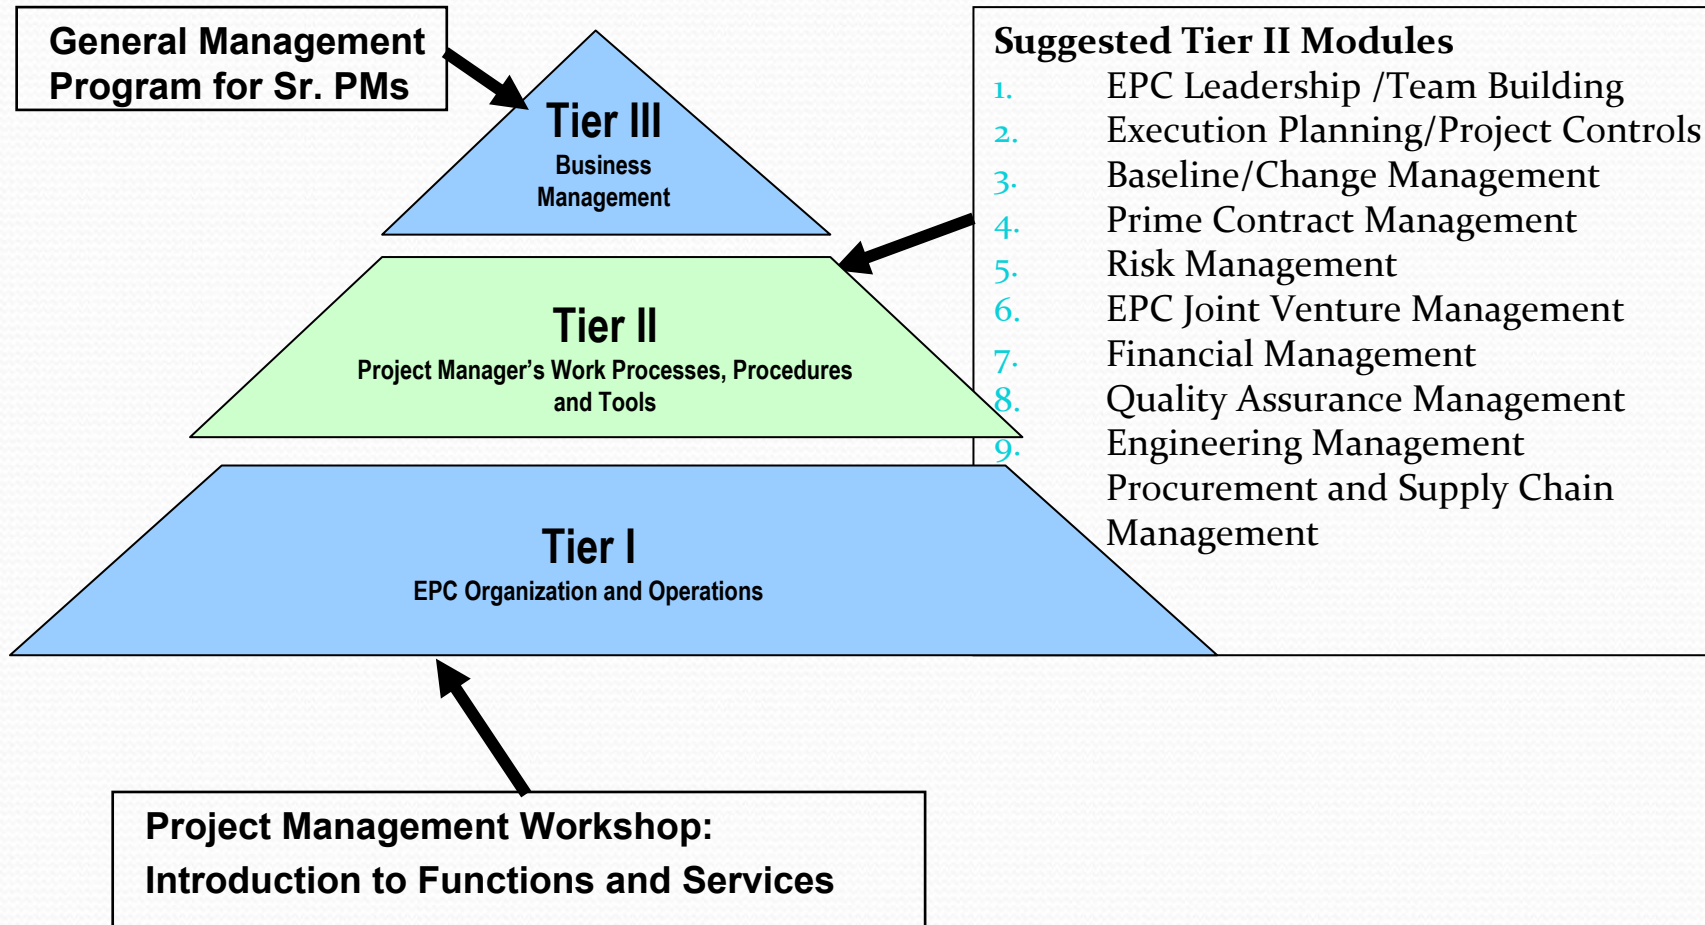 General Management
Program for Sr. PMs
Tier III
Business
Management
Tier II
Project Manager’s Work Processes, Procedures
and Tools
Tier I
EPC Organization and Operations
Project Management Workshop:
Introduction to Functions and Services
Suggested Tier II Modules
1. EPC Leadership /Team Building
2. Execution Planning/Project Controls
3. Baseline/Change Management
4. Prime Contract Management
5. Risk Management
6. EPC Joint Venture Management
7. Financial Management
8. Quality Assurance Management
9. Engineering Management
Procurement and Supply Chain
Management